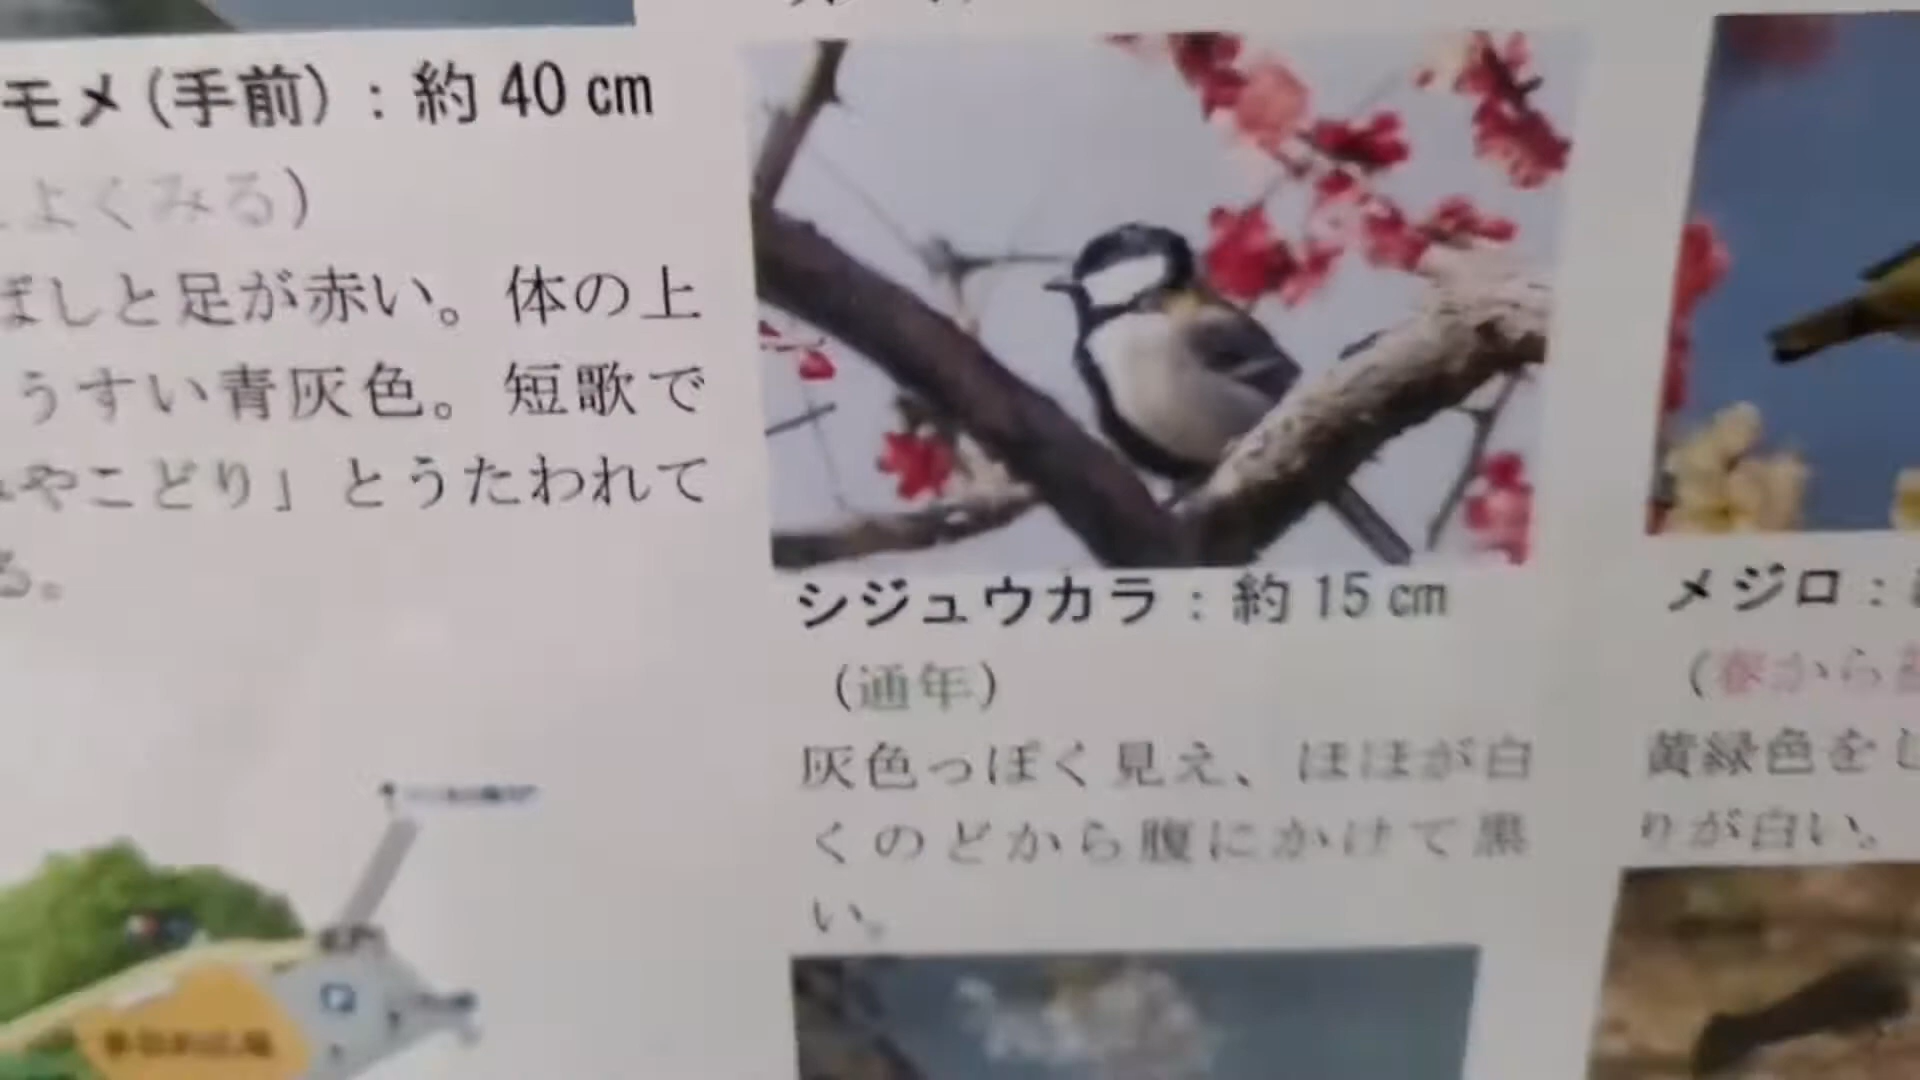 モメ(手前):約 40 cm
よくみる)
ぼしと足が赤い。体の上
うすい青灰色。短歌で
やこどり」とうたわれて
る。
シジュウカラ:約 15 cm
(通年)
灰色っぽく見え、ほほが白
くのどから腹にかけて黒
い。
メジロ:
(春から
黄緑色をし
りが白い。